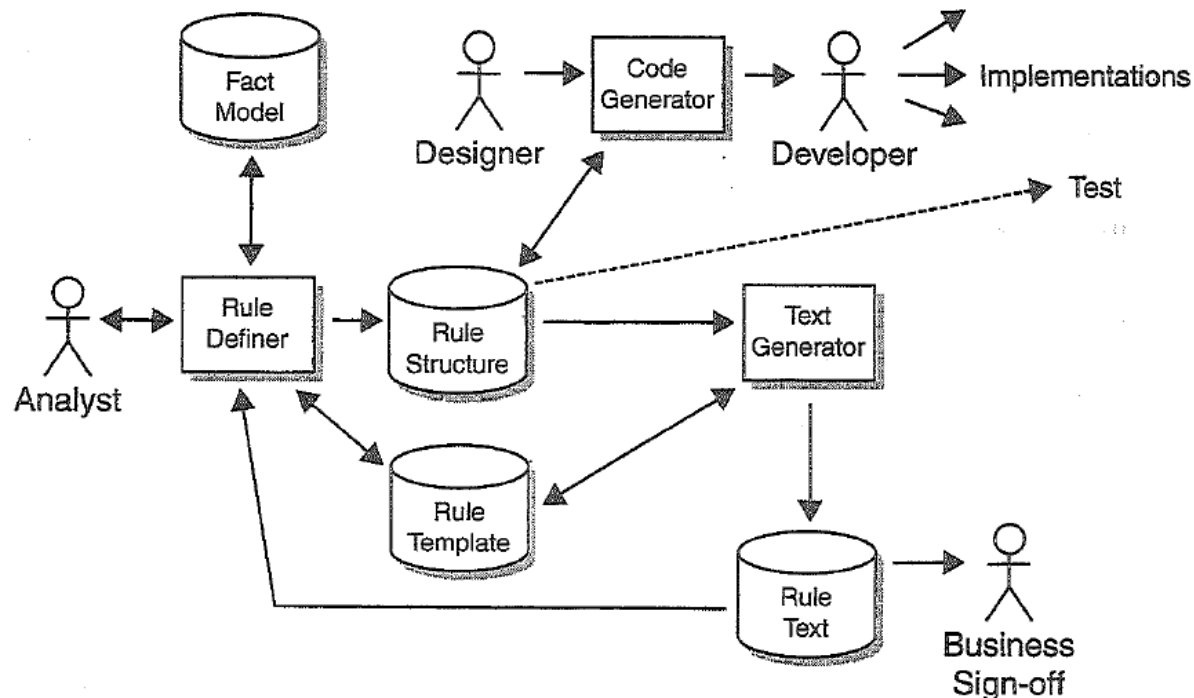 Fact
Model
Designer
Code
Generator
Developer
Implementations
Test
Analyst
Rule
Definer
Rule
Structure
Text
Generator
Rule
Template
Rule
Text
Business
Sign-off